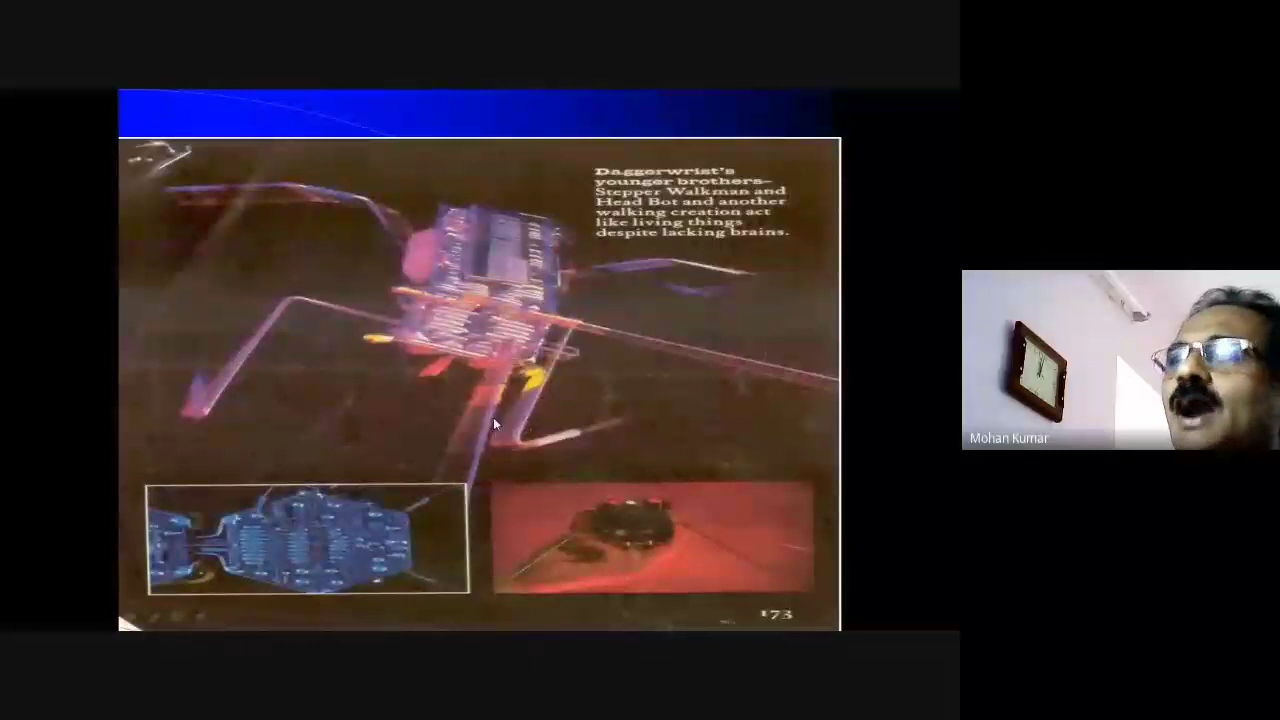 Daggerwrist's
younger brothers—
Stepper Walkman and
Head Bot and another
walking creation act
like living things
despite lacking brains.
Mohan Kumar
173